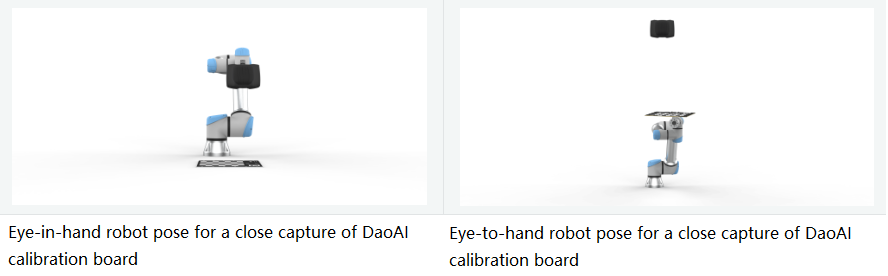 Eye-in-hand robot pose for a close capture of DaoAI
calibration board
Eye-to-hand robot pose for a close capture of DaoAI
calibration board